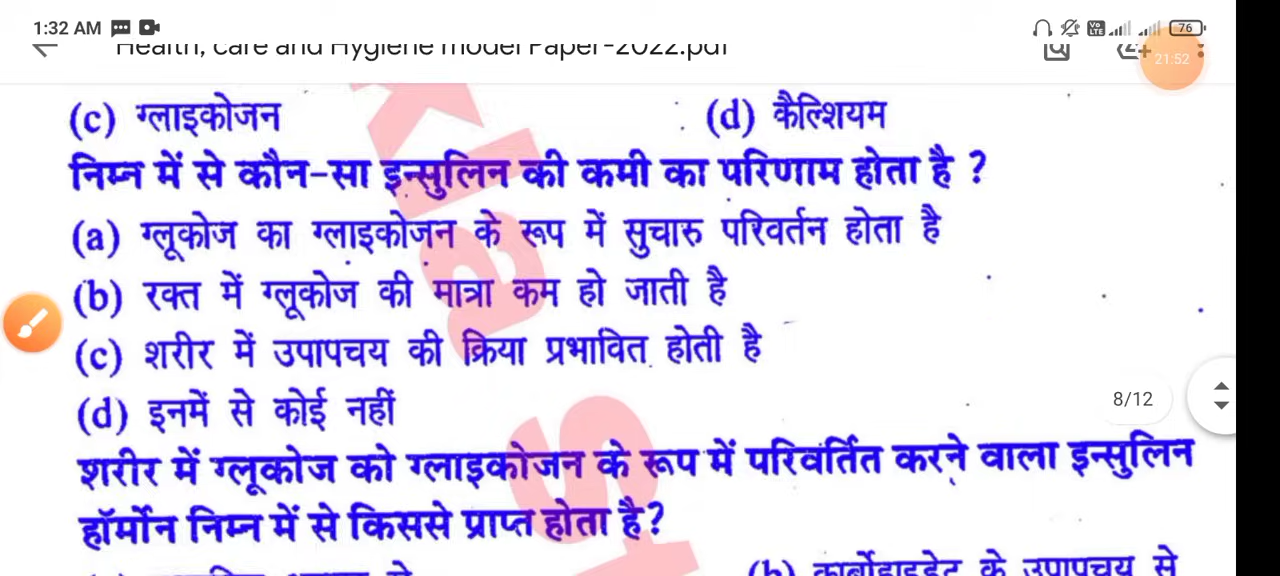 1:32 AM
76
Health, care and Hygiene model Paper-2022.pdf
21:52
(c) ग्लाइकोजन (d) कैल्शियम
निम्न में से कौन-सा इन्सुलिन की कमी का परिणाम होता है ?
(a) ग्लूकोज का ग्लाइकोजन के रूप में सुचारु परिवर्तन होता है
(b) रक्त में ग्लूकोज की मात्रा कम हो जाती है
(c) शरीर में उपापचय की क्रिया प्रभावित होती है
8/12
(d) इनमें से कोई नहीं
शरीर में ग्लूकोज को ग्लाइकोजन के रूप में परिवर्तित करने वाला इन्सुलिन
हॉर्मोन निम्न में से किससे प्राप्त होता है?
(b) कार्बोहाइड्रेट के उपापचय से